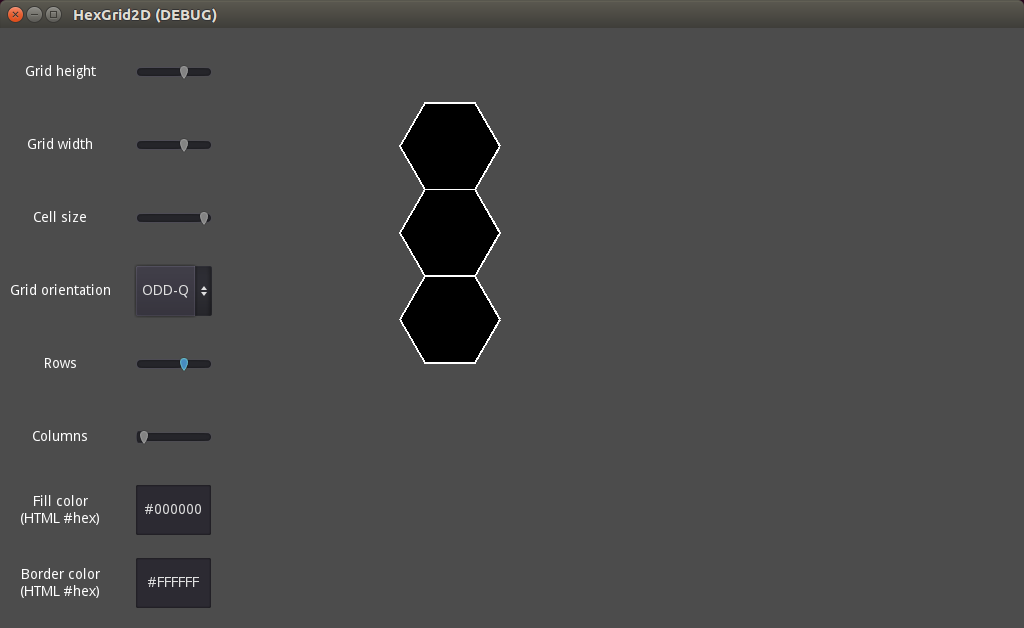 HexGrid2D (DEBUG)
Grid height
Grid width
Cell size
Grid orientation
ODD-Q
Rows
Columns
Fill color
(HTML #hex)
#000000
Border color
(HTML #hex)
#FFFFFF